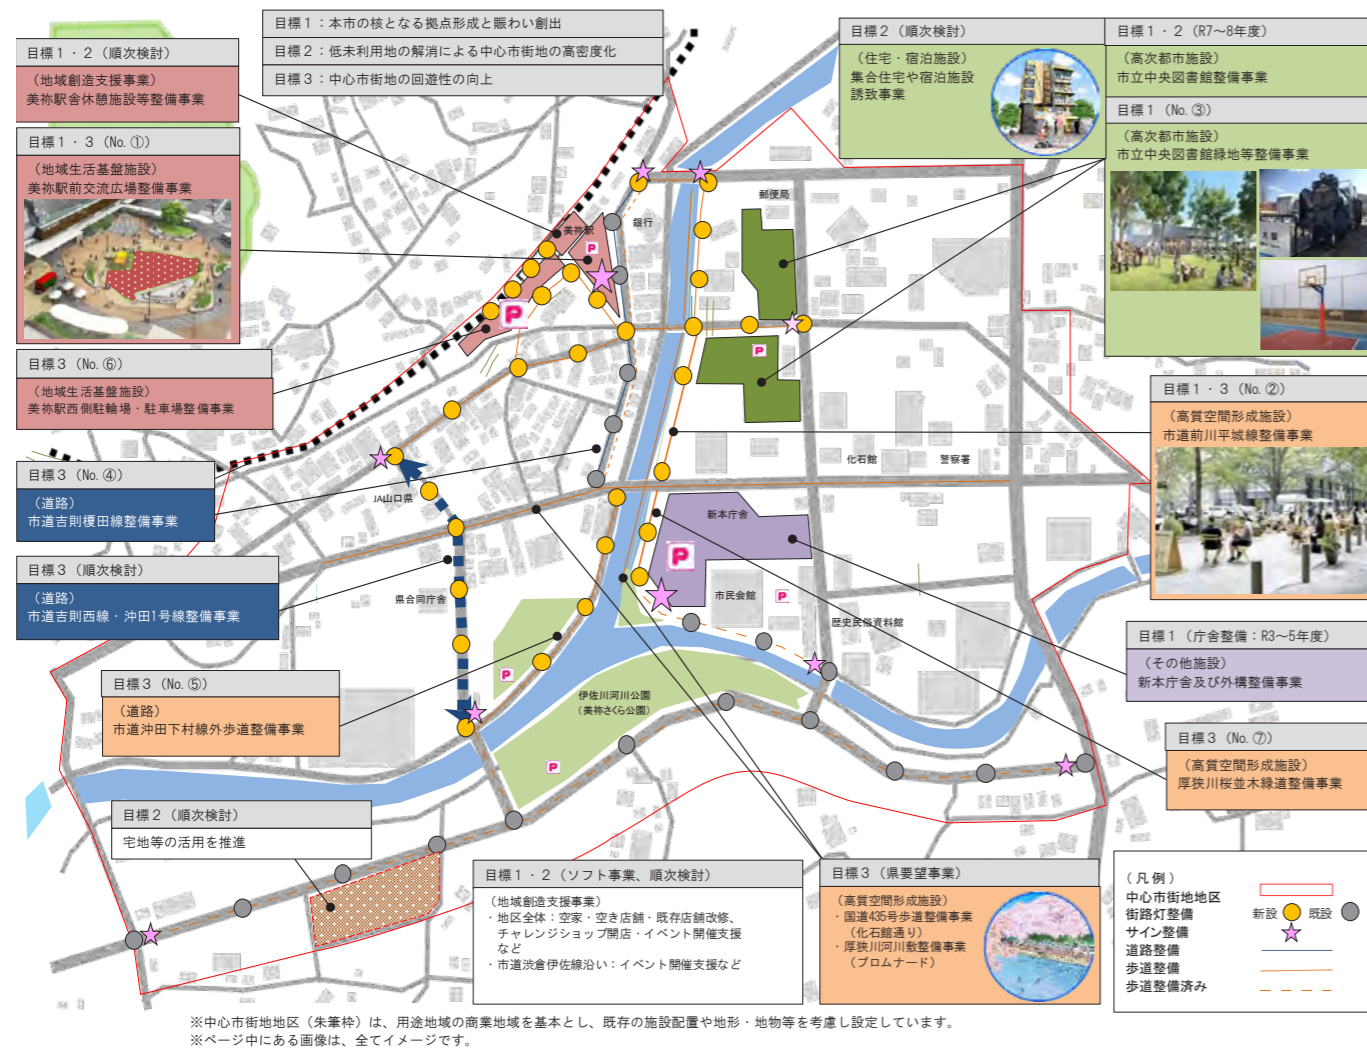 目標1：本市の核となる拠点形成と賑わい創出
目標2：低未利用地の解消による中心市街地の高密度化
目標3：中心市街地の回遊性の向上
目標1・2（順次検討）
（地域創造支援事業）
美祢駅舎休憩施設等整備事業
目標1・3（No.①）
（地域生活基盤施設）
美祢駅前交流広場整備事業
目標3（No.⑥）
（地域生活基盤施設）
美祢駅西側駐輪場・駐車場整備事業
目標3（No.④）
（道路）
市道吉則榎田線整備事業
目標3（順次検討）
（道路）
市道吉則西線・沖田1号線整備事業
目標3（No.⑤）
（道路）
市道沖田下村線外歩道整備事業
目標2（順次検討）
宅地等の活用を推進
目標2（順次検討）
（住宅・宿泊施設）
集合住宅や宿泊施設
誘致事業
目標1・2（R7～8年度）
（高次都市施設）
市立中央図書館整備事業
目標1（No.③）
（高次都市施設）
市立中央図書館緑地等整備事業
目標1・3（No.②）
（高質空間形成施設）
市道前川平城線整備事業
目標1（庁舎整備：R3～5年度）
（その他施設）
新本庁舎及び外構整備事業
目標3（No.⑦）
（高質空間形成施設）
厚狭川桜並木緑道整備事業
美祢駅
銀行
郵便局
P
P
P
化石館
警察署
JA山口県
新本庁舎
P
県合同庁舎
市民会館
P
歴史民俗資料館
P
伊佐川河川公園
（美祢さくら公園）
P
目標1・2（ソフト事業、順次検討）
（地域創造支援事業）
・地区全体：空家・空き店舗・既存店舗改修、
チャレンジショップ開店・イベント開催支援
など
・市道渋倉伊佐線沿い：イベント開催支援など
目標3（県要望事業）
（高質空間形成施設）
・国道435号歩道整備事業
（化石館通り）
・厚狭川河川敷整備事業
（プロムナード）
（凡例）
中心市街地地区
街路灯整備 新設 既設
サイン整備
道路整備
歩道整備
歩道整備済み
※中心市街地地区（朱筆枠）は、用途地域の商業地域を基本とし、既存の施設配置や地形・地物等を考慮し設定しています。
※ページ中にある画像は、全てイメージです。